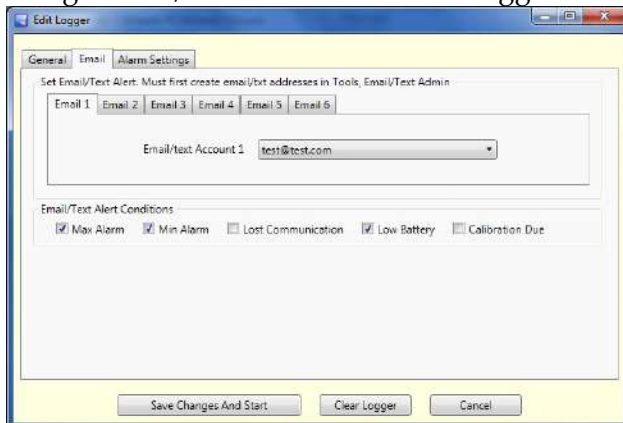 Edit Logger
General Email Alarm Settings
Set Email/Text Alert. Must first create email/txt addresses in Tools, Email/Text Admin
Email 1 Email 2 Email 3 Email 4 Email 5 Email 6
Email/text Account 1 test@test.com
Email/Text Alert Conditions
Max Alarm Min Alarm Lost Communication Low Battery Calibration Due
Save Changes And Start Clear Logger Cancel